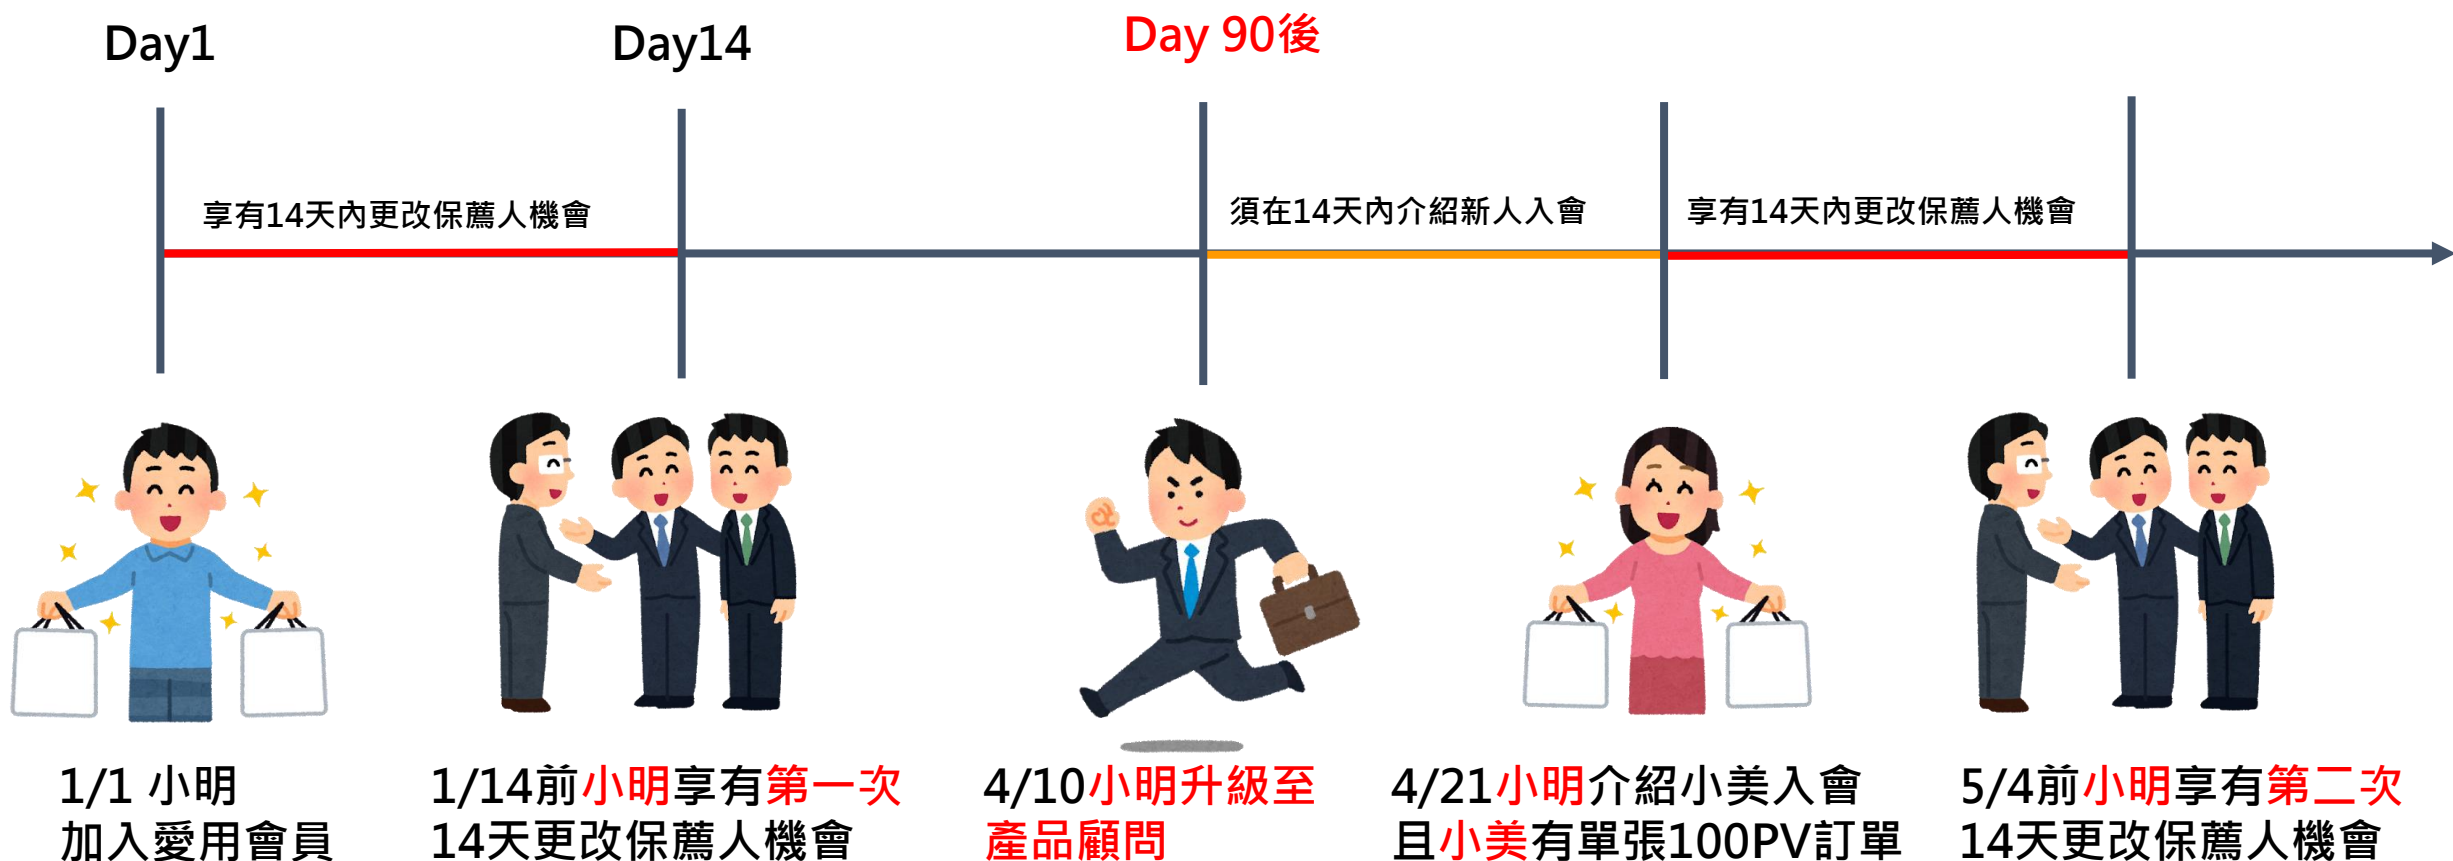 Day1
Day14
Day 90後
享有14天內更改保薦人機會
須在14天內介紹新人入會
享有14天內更改保薦人機會
1/1 小明
加入愛用會員
1/14前小明享有第一次
14天更改保薦人機會
4/10小明升級至
產品顧問
4/21小明介紹小美入會
且小美有單張100PV訂單
5/4前小明享有第二次
14天更改保薦人機會